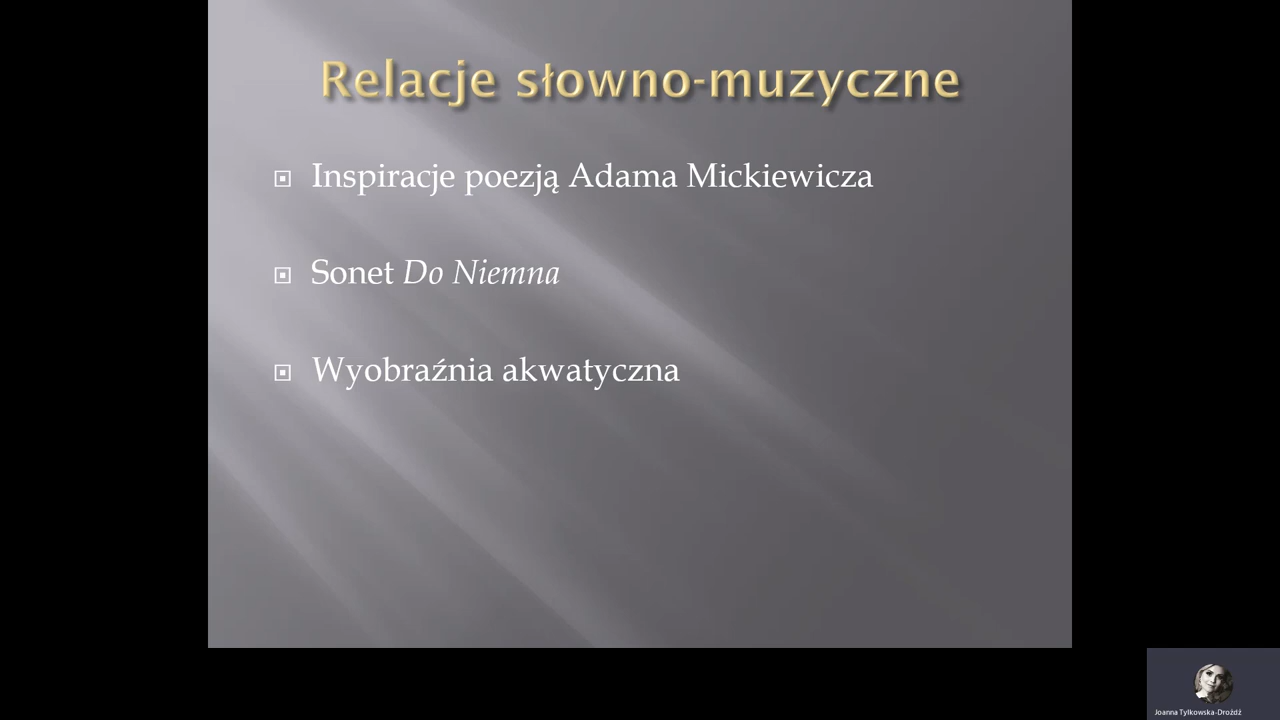 Relacje słowno-muzyczne
Inspiracje poezją Adama Mickiewicza
Sonet Do Niemna
Wyobraźnia akwatyczna
Joanna Tylkowska-Drożdż